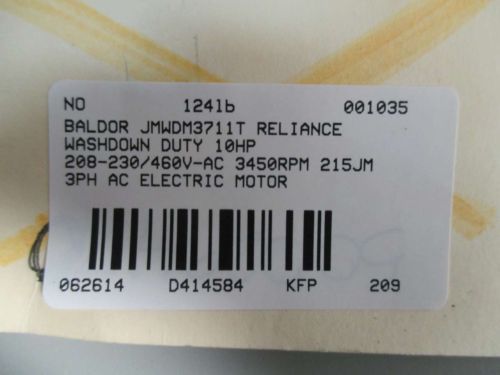 NO 124lb 001035
BALDOR JMWDM3711T RELIANCE
WASHDOWN DUTY 10HP
208-230/460V-AC 3450RPM 215JM
3PH AC ELECTRIC MOTOR
062614 D414584 KFP 209